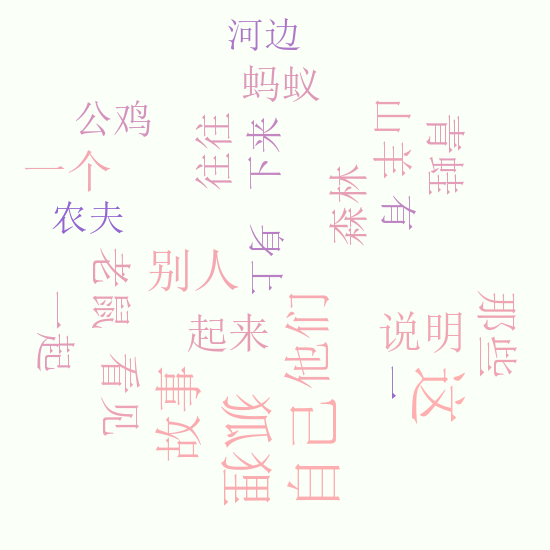 河边
蚂蚁
公鸡
往往
下来
山羊
青蛙
一个
森林
有
农夫
身上
别人
老鼠
一起
起来
他们
说明
那些
看见
故事
狐狸
自己
一
这